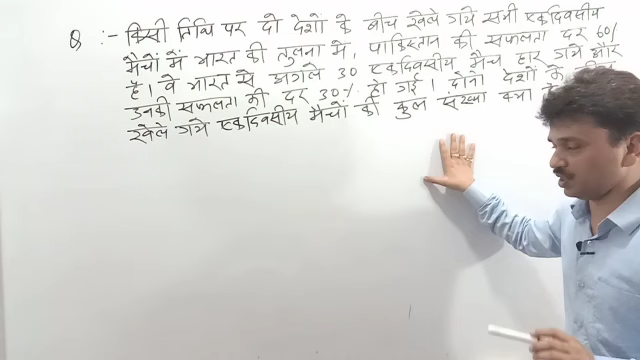 Q :- किसी तिथि पर दो देशो के बीच खेले गये सभी एकदिवसीय
मैचों में भारत की तुलना मे, पाकिस्तान की सफलता दर 60%
है। वे भारत से अगले 30 एकदिवसीय मैच हार गये और
उनकी सफलता की दर 30% हो गई। दोनो देशों के
खेले गये एकदिवसीय मैचों की कुल संख्या क्या